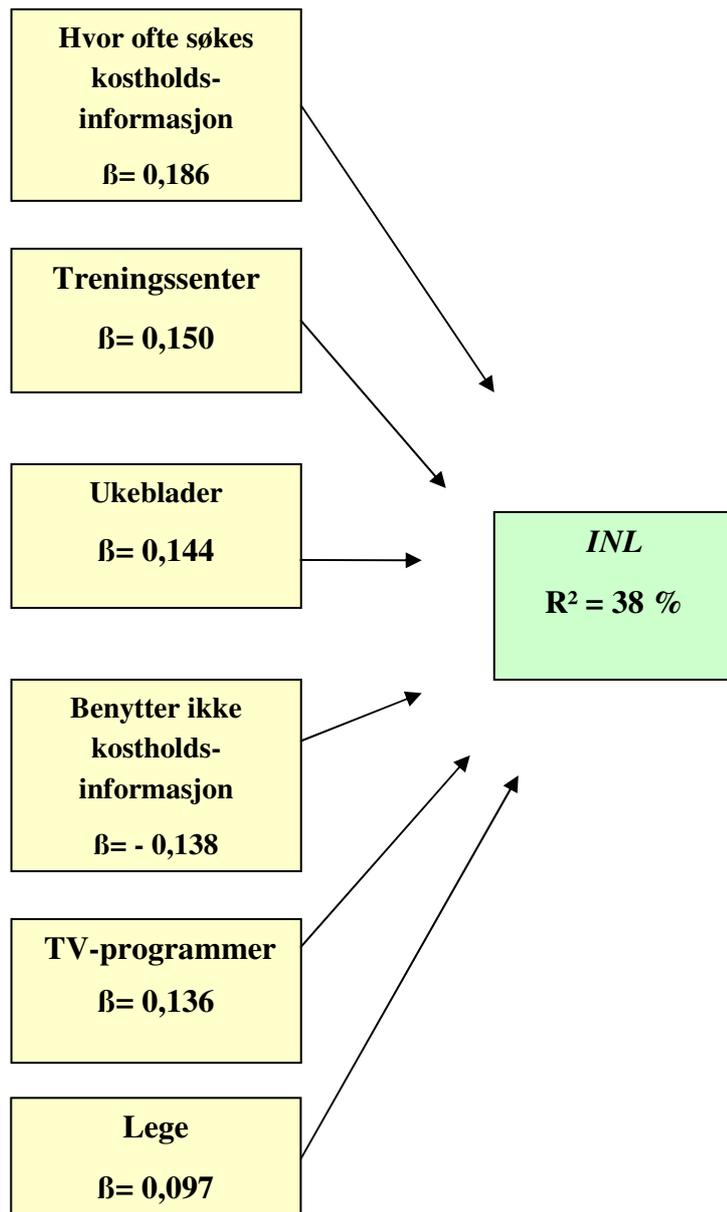 Hvor ofte søkes
kostholds-
informasjon
ß= 0,186
Treningssenter
ß= 0,150
Ukeblader
ß= 0,144
INL
R² = 38 %
Benytter ikke
kostholds-
informasjon
ß= - 0,138
TV-programmer
ß= 0,136
Lege
ß= 0,097